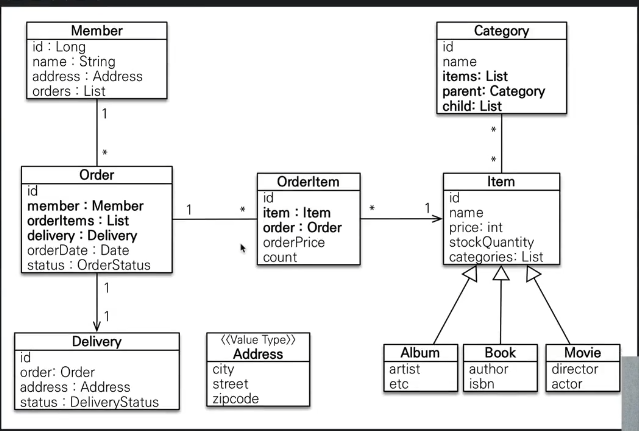 Member
id : Long
name : String
address : Address
orders : List
Category
id
name
items: List
parent: Category
child: List
1
*
*
*
Order
id
member : Member
orderItems : List
delivery : Delivery
orderDate : Date
status : OrderStatus
1
*
OrderItem
id
item : Item
order : Order
orderPrice
count
*
1
Item
id
name
price: int
stockQuantity
categories: List
1
1
Delivery
id
order: Order
address : Address
status : DeliveryStatus
<<Value Type>>
Address
city
street
zipcode
Album
artist
etc
Book
author
isbn
Movie
director
actor